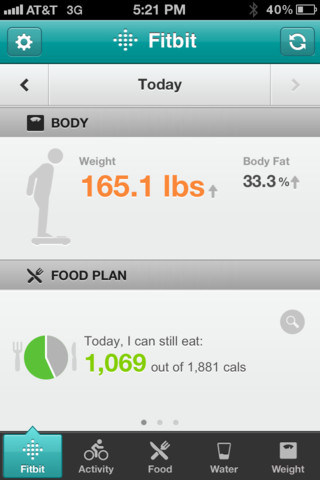 AT&T 3G 5:21 PM 40%
Fitbit
Today
BODY
Weight Body Fat
165.1 lbs 33.3 %
FOOD PLAN
Today, I can still eat:
1,069 out of 1,881 cals
Fitbit Activity Food Water Weight